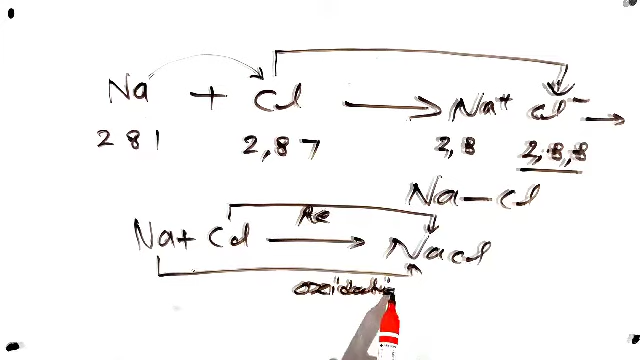 Na + Cl → Na+ Cl− →
2 8 1 2,8 7 2,8 2,8,8
Na–Cl
Re
Na+ Cl → Nacl